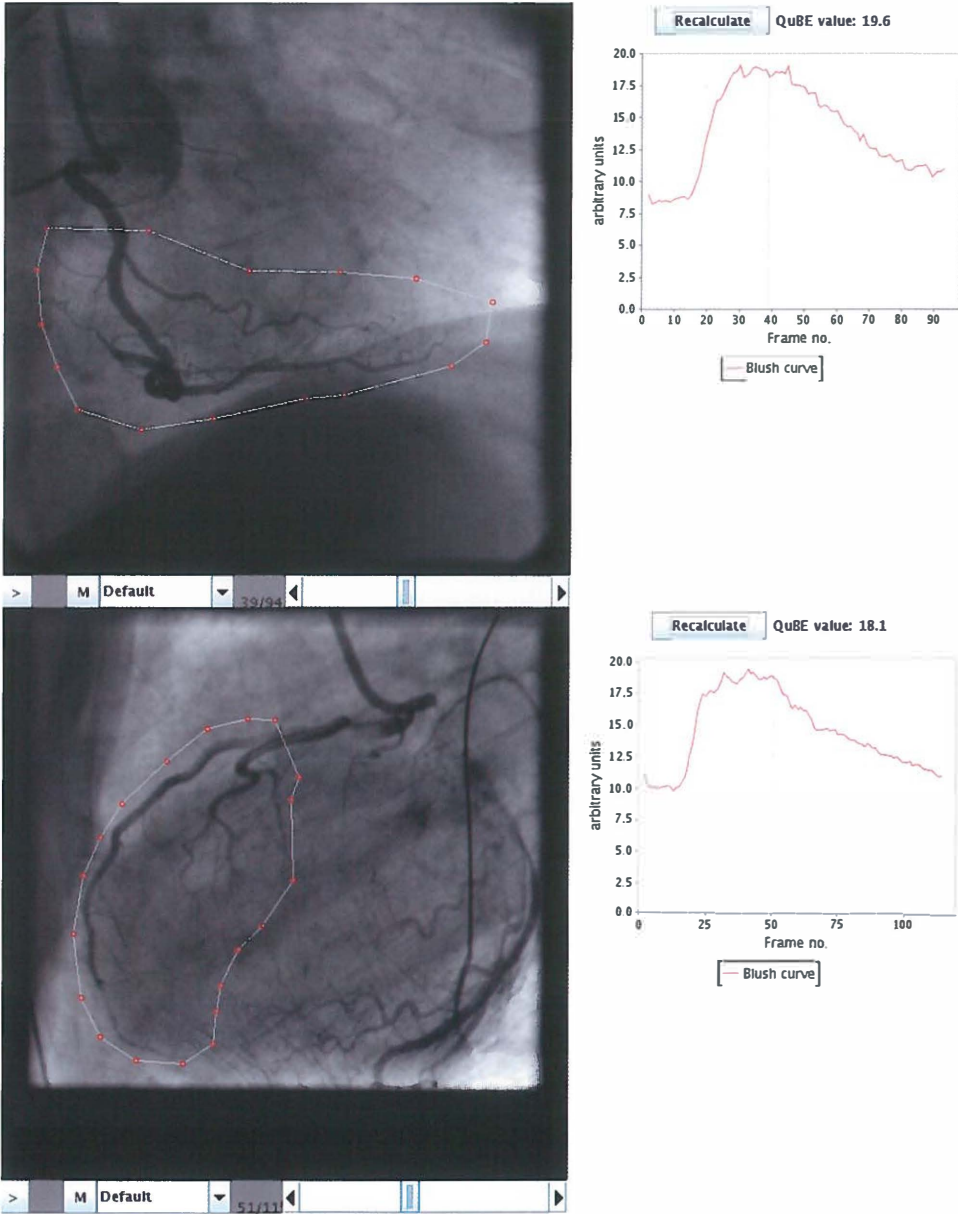 Recalculate QuBE value: 19.6
20.0
17.5
15.0
12.5
10.0
7.5
5.0
2.5
0.0
arbitrary units
0 10 20 30 40 50 60 70 80 90
Frame no.
Blush curve
> M Default 39/94
Recalculate QuBE value: 18.1
20.0
17.5
15.0
12.5
10.0
7.5
5.0
2.5
0.0
arbitrary units
0 25 50 75 100
Frame no.
Blush curve
> M Default